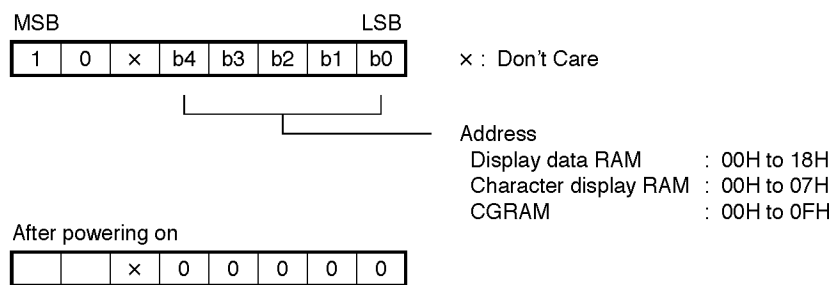 MSB LSB
1 0 × b4 b3 b2 b1 b0 × : Don't Care
Address
Display data RAM : 00H to 18H
Character display RAM : 00H to 07H
CGRAM : 00H to 0FH
After powering on
× 0 0 0 0 0